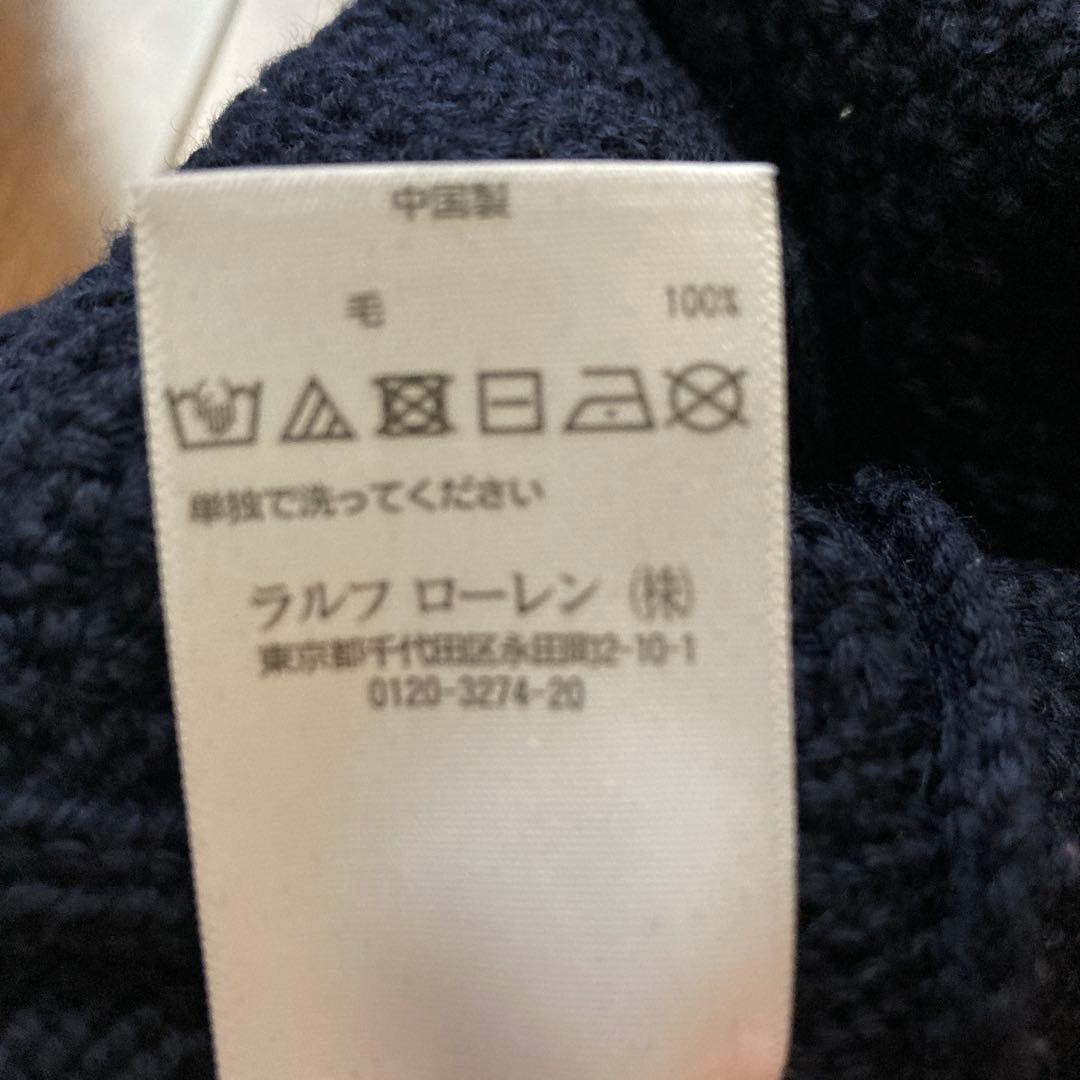 中国製
毛 100%
単独で洗ってください
ラルフ ローレン (株)
東京都千代田区永田町2-10-1
0120-3274-20